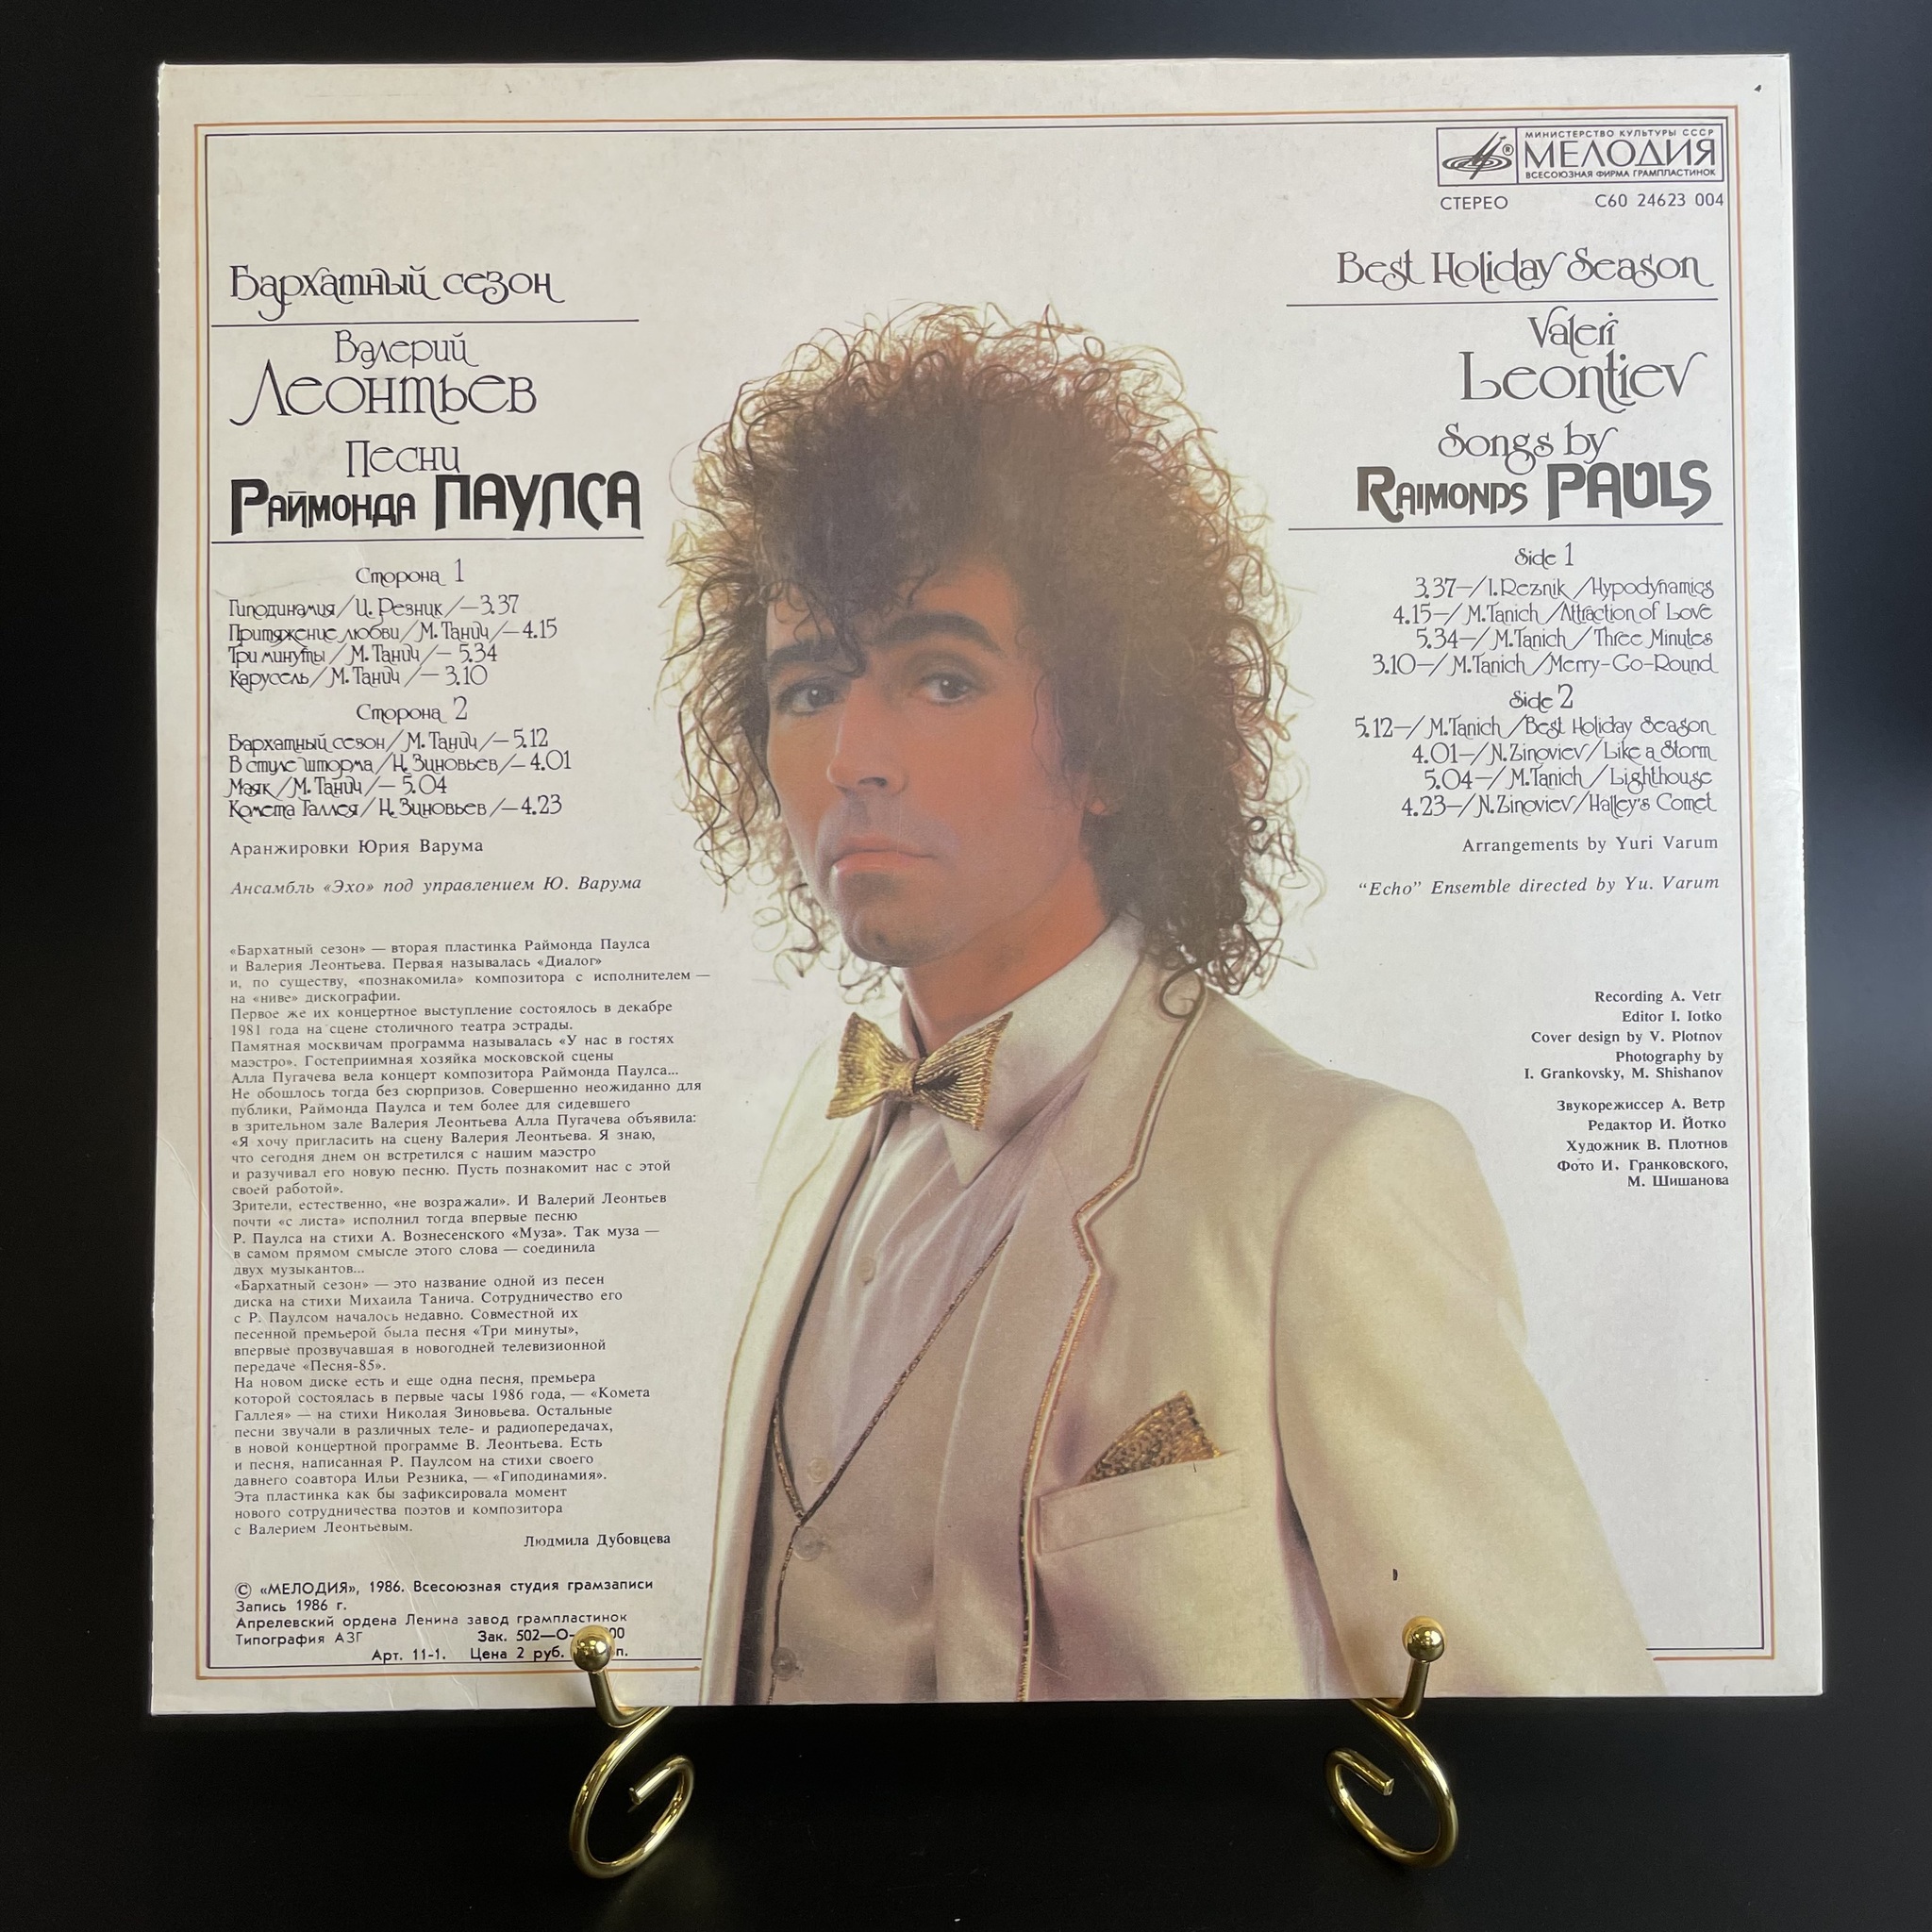 МИНИСТЕРСТВО КУЛЬТУРЫ СССР
МЕЛОДИЯ
ВСЕСОЮЗНАЯ ФИРМА ГРАМПЛАСТИНОК
СТЕРЕО С60 24623 004
Бархатный сезон
Валерий
Леонтьев
Песни
Раймонда ПАУЛСА
Сторона 1
Гиподинамия/И. Резник/—3.37
Притяжение любви/М. Танич/—4.15
Три минуты/М. Танич/—5.34
Карусель/М. Танич/—3.10
Сторона 2
Бархатный сезон/М. Танич/—5.12
В стиле шторма/Н. Зиновьев/—4.01
Маяк/М. Танич/—5.04
Комета Галлея/Н. Зиновьев/—4.23
Аранжировки Юрия Варума
Ансамбль «Эхо» под управлением Ю. Варума
«Бархатный сезон» — вторая пластинка Раймонда Паулса
и Валерия Леонтьева. Первая называлась «Диалог»
и, по существу, «познакомила» композитора с исполнителем —
на «ниве» дискографии.
Первое же их концертное выступление состоялось в декабре
1981 года на сцене столичного театра эстрады.
Памятная москвичам программа называлась «У нас в гостях
маэстро». Гостеприимная хозяйка московской сцены
Алла Пугачева вела концерт композитора Раймонда Паулса...
Не обошлось тогда без сюрпризов. Совершенно неожиданно для
публики, Раймонда Паулса и тем более для сидевшего
в зрительном зале Валерия Леонтьева Алла Пугачева объявила:
«Я хочу пригласить на сцену Валерия Леонтьева. Я знаю,
что сегодня днем он встретился с нашим маэстро
и разучивал его новую песню. Пусть познакомит нас с этой
своей работой».
Зрители, естественно, «не возражали». И Валерий Леонтьев
почти «с листа» исполнил тогда впервые песню
Р. Паулса на стихи А. Вознесенского «Муза». Так муза —
в самом прямом смысле этого слова — соединила
двух музыкантов...
«Бархатный сезон» — это название одной из песен
диска на стихи Михаила Танича. Сотрудничество его
с Р. Паулсом началось недавно. Совместной их
песенной премьерой была песня «Три минуты»,
впервые прозвучавшая в новогодней телевизионной
передаче «Песня-85».
На новом диске есть и еще одна песня, премьера
которой состоялась в первые часы 1986 года, — «Комета
Галлея» — на стихи Николая Зиновьева. Остальные
песни звучали в различных теле- и радиопередачах,
в новой концертной программе В. Леонтьева. Есть
и песня, написанная Р. Паулсом на стихи своего
давнего соавтора Ильи Резника, — «Гиподинамия».
Эта пластинка как бы зафиксировала момент
нового сотрудничества поэтов и композитора
с Валерием Леонтьевым.
Людмила Дубовцева
© «МЕЛОДИЯ», 1986. Всесоюзная студия грамзаписи
Запись 1986 г.
Апрелевский ордена Ленина завод грампластинок
Типография АЗГ Зак. 502—О- 00
Арт. 11-1. Цена 2 руб. п.
Best Holiday Season
Valeri
Leontiev
Songs by
RAIMONDS PAULS
Side 1
3.37—/I.Reznik/Hypodynamics
4.15—/M.Tanich/Attraction of Love
5.34—/M.Tanich/Three Minutes
3.10—/M.Tanich/Merry-Go-Round
Side 2
5.12—/M.Tanich/Best Holiday Season
4.01—/N.Zinoviev/Like a Storm
5.04—/M.Tanich/Lighthouse
4.23—/N.Zinoviev/Halley's Comet
Arrangements by Yuri Varum
“Echo” Ensemble directed by Yu. Varum
Recording A. Vetr
Editor I. Iotko
Cover design by V. Plotnov
Photography by
I. Grankovsky, M. Shishanov
Звукорежиссер А. Ветр
Редактор И. Йотко
Художник В. Плотнов
Фото И. Гранковского,
М. Шишанова